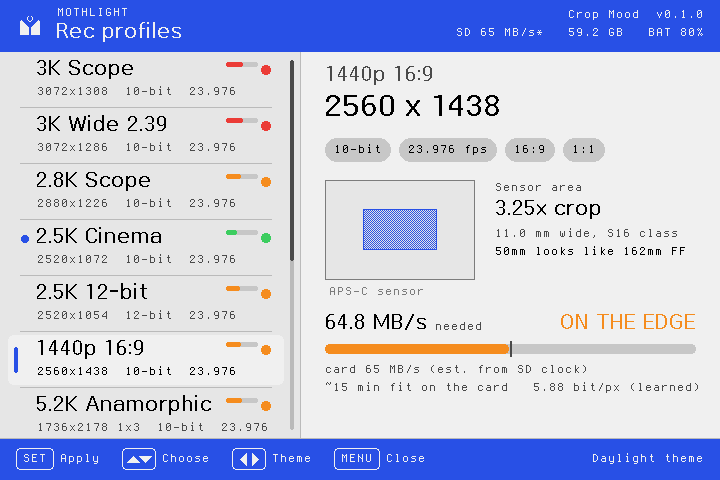 MOTHLIGHT
Rec profiles
Crop Mood v0.1.0
SD 65 MB/s* 59.2 GB BAT 80%
3K Scope
3072x1308 10-bit 23.976
3K Wide 2.39
3072x1286 10-bit 23.976
2.8K Scope
2880x1226 10-bit 23.976
2.5K Cinema
2520x1072 10-bit 23.976
2.5K 12-bit
2520x1054 12-bit 23.976
1440p 16:9
2560x1438 10-bit 23.976
5.2K Anamorphic
1736x2178 1x3 10-bit 23.976
1440p 16:9
2560 x 1438
10-bit 23.976 fps 16:9 1:1
Sensor area
3.25x crop
11.0 mm wide, S16 class
50mm looks like 162mm FF
APS-C sensor
64.8 MB/s needed ON THE EDGE
card 65 MB/s (est. from SD clock)
~15 min fit on the card 5.88 bit/px (learned)
SET Apply Choose Theme MENU Close Daylight theme